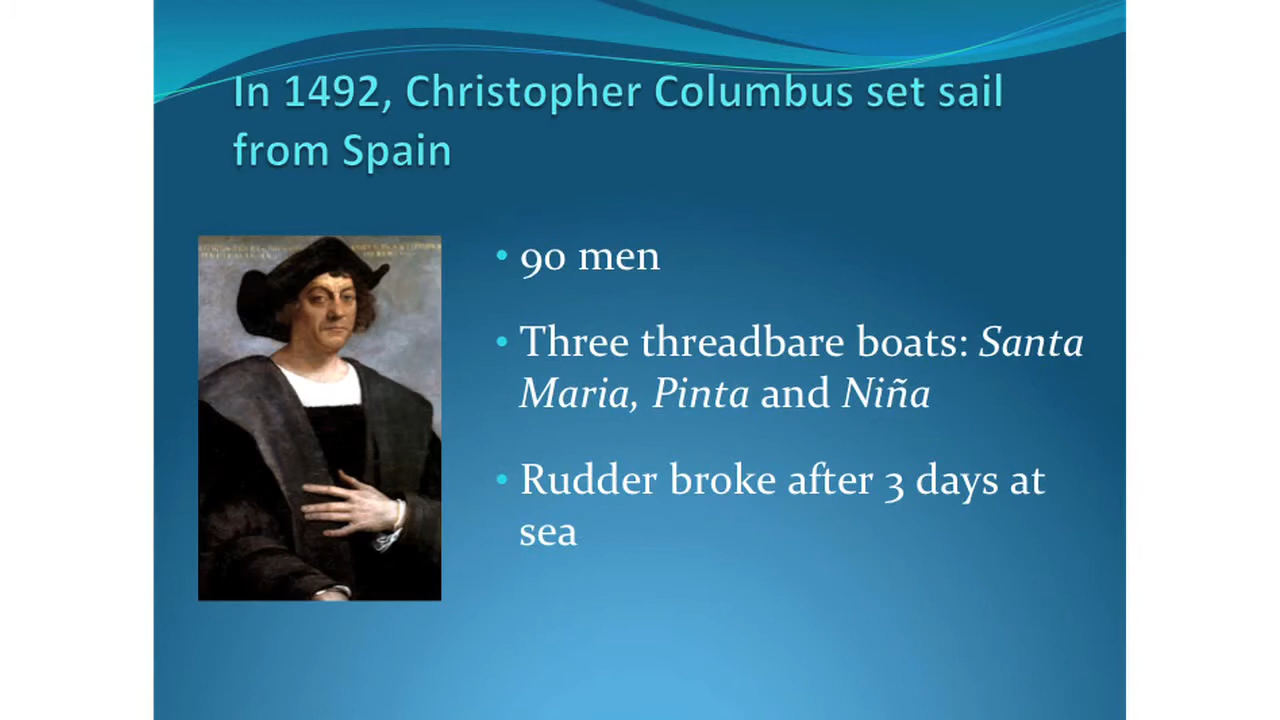 In 1492, Christopher Columbus set sail
from Spain
• 90 men
• Three threadbare boats: Santa
Maria, Pinta and Niña
• Rudder broke after 3 days at
sea